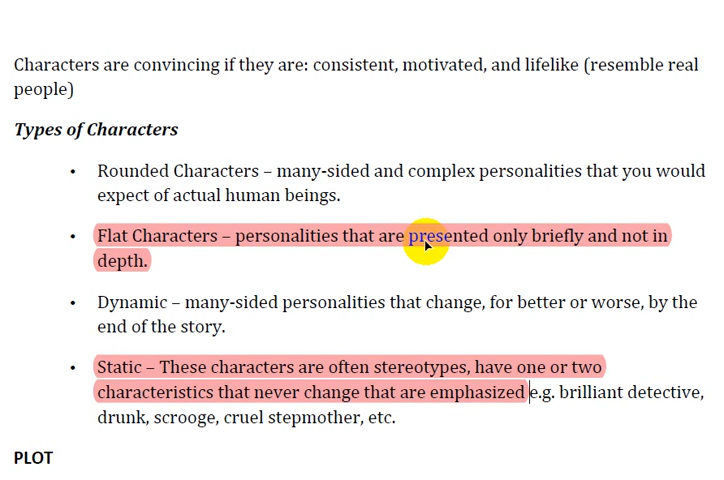 Characters are convincing if they are: consistent, motivated, and lifelike (resemble real
people)
Types of Characters
• Rounded Characters – many-sided and complex personalities that you would
expect of actual human beings.
• Flat Characters – personalities that are presented only briefly and not in
depth.
• Dynamic – many-sided personalities that change, for better or worse, by the
end of the story.
• Static – These characters are often stereotypes, have one or two
characteristics that never change that are emphasized e.g. brilliant detective,
drunk, scrooge, cruel stepmother, etc.
PLOT